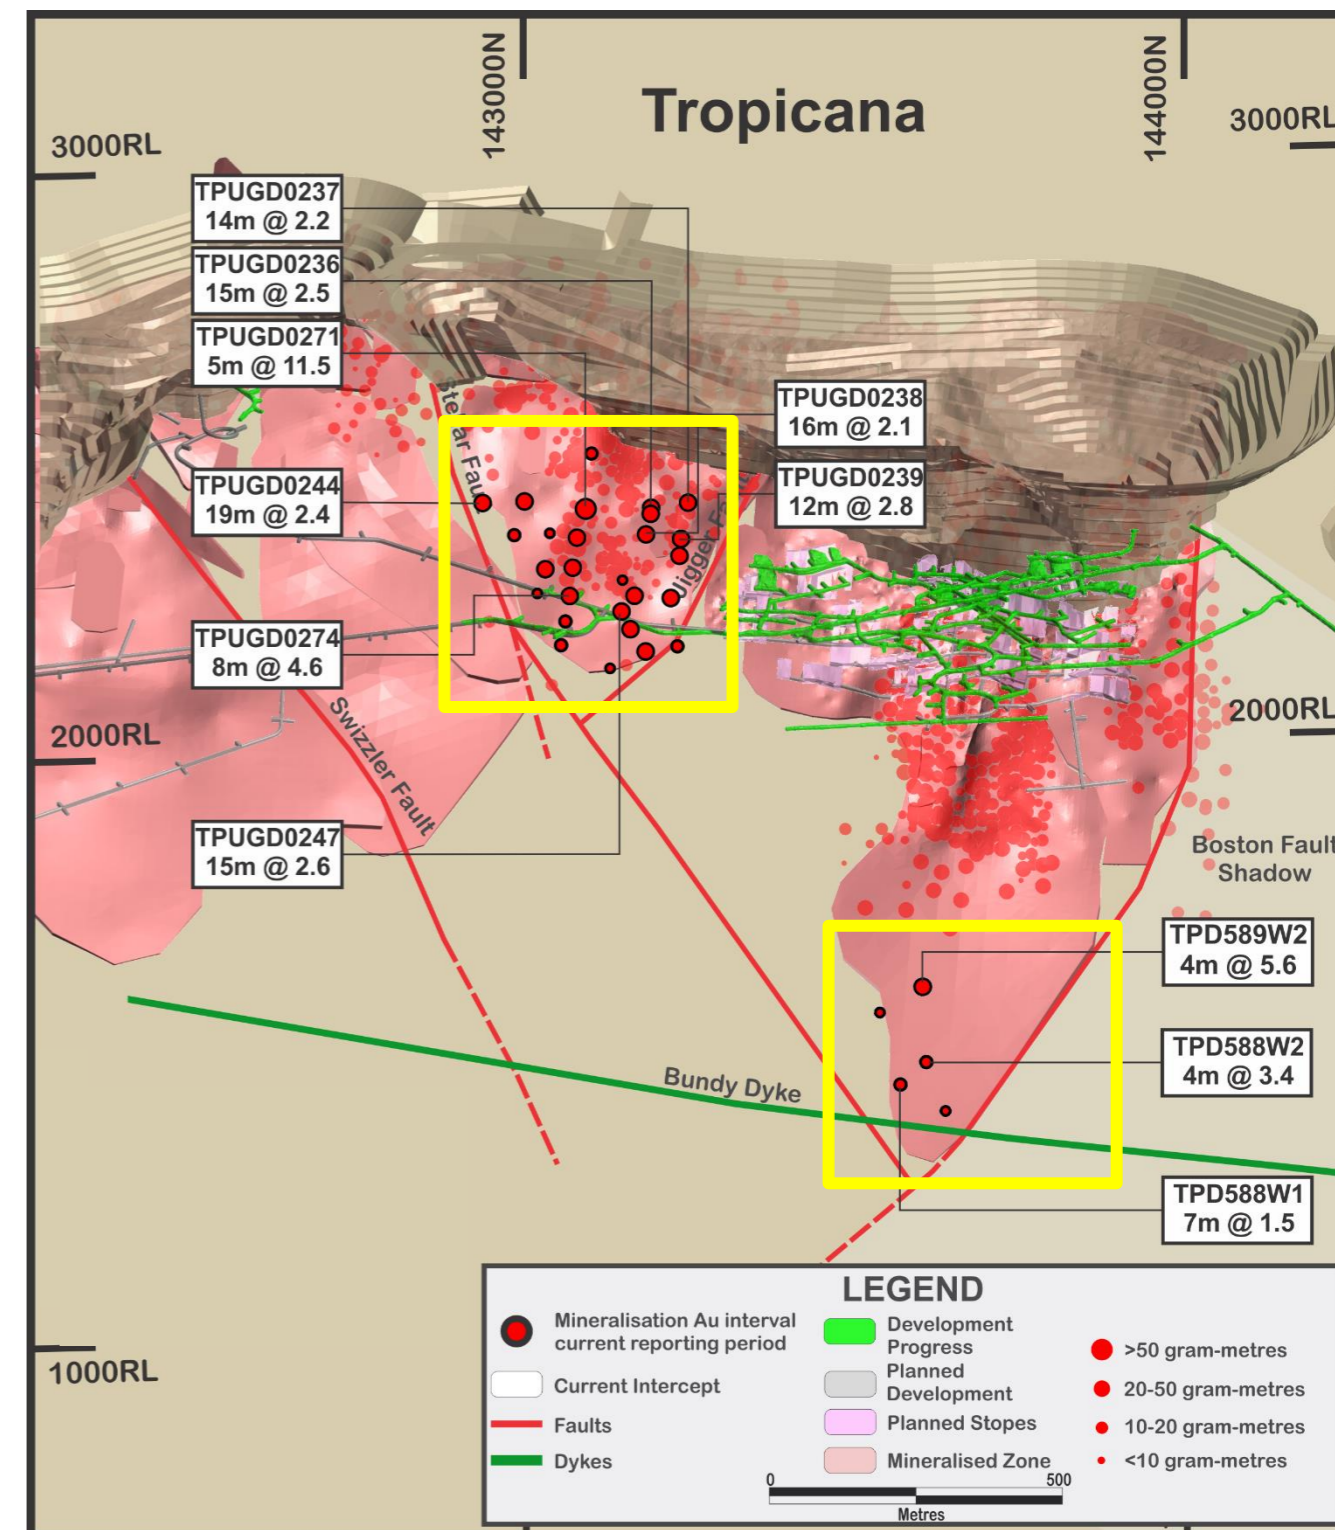 143000N
144000N
Tropicana
3000RL
3000RL
TPUGD0237
14m @ 2.2
TPUGD0236
15m @ 2.5
TPUGD0271
5m @ 11.5
TPUGD0238
16m @ 2.1
TPUGD0239
12m @ 2.8
TPUGD0244
19m @ 2.4
Fault
Jigger
TPUGD0274
8m @ 4.6
Swizzler Fault
2000RL
2000RL
TPUGD0247
15m @ 2.6
Boston Fault
Shadow
TPD589W2
4m @ 5.6
TPD588W2
4m @ 3.4
Bundy Dyke
TPD588W1
7m @ 1.5
1000RL
LEGEND
Mineralisation Au interval
current reporting period
Current Intercept
Faults
Dykes
Development
Progress
Planned
Development
Planned Stopes
Mineralised Zone
>50 gram-metres
20-50 gram-metres
10-20 gram-metres
<10 gram-metres
0
500
Metres